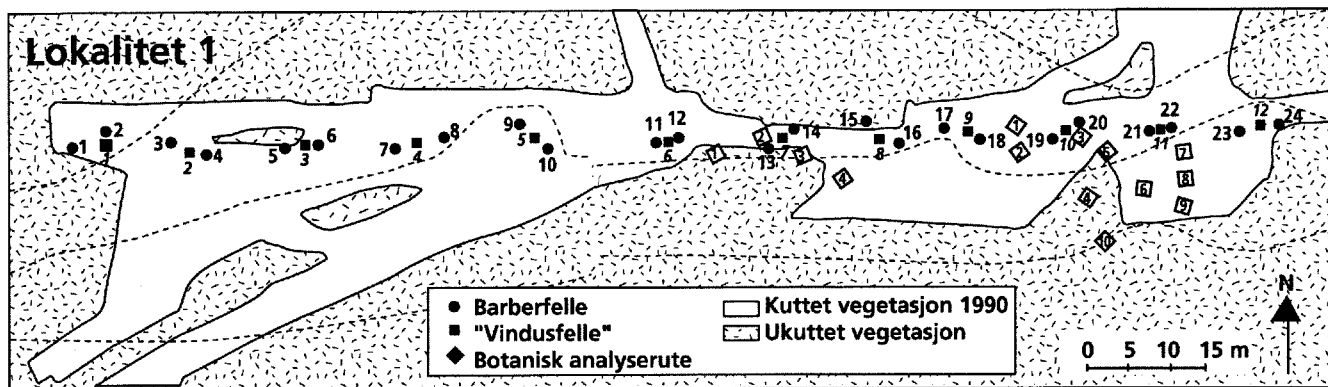 Lokalitet 1
1 2 3 4 5 6 7 8 9 10 11 12 13 14 15 16 17 18 19 20 21 22 23 24
1 2 3 4 5 6 7 8 9 10 11 12
1 3 4 1 2 3 6 4 10 6 7 8 9
Barberfelle
"Vindusfelle"
Botanisk analyserute
Kuttet vegetasjon 1990
Ukuttet vegetasjon
N
0 5 10 15 m